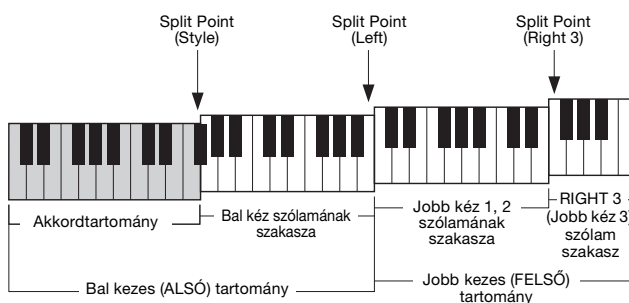 Split Point
(Style)
Split Point
(Left)
Split Point
(Right 3)
Akkordtartomány
Bal kéz szólamának
szakasza
Jobb kéz 1, 2
szólamának
szakasza
RIGHT 3
(Jobb kéz 3)
szólam
szakasz
Bal kezes (ALSÓ) tartomány
Jobb kezes (FELSŐ)
tartomány